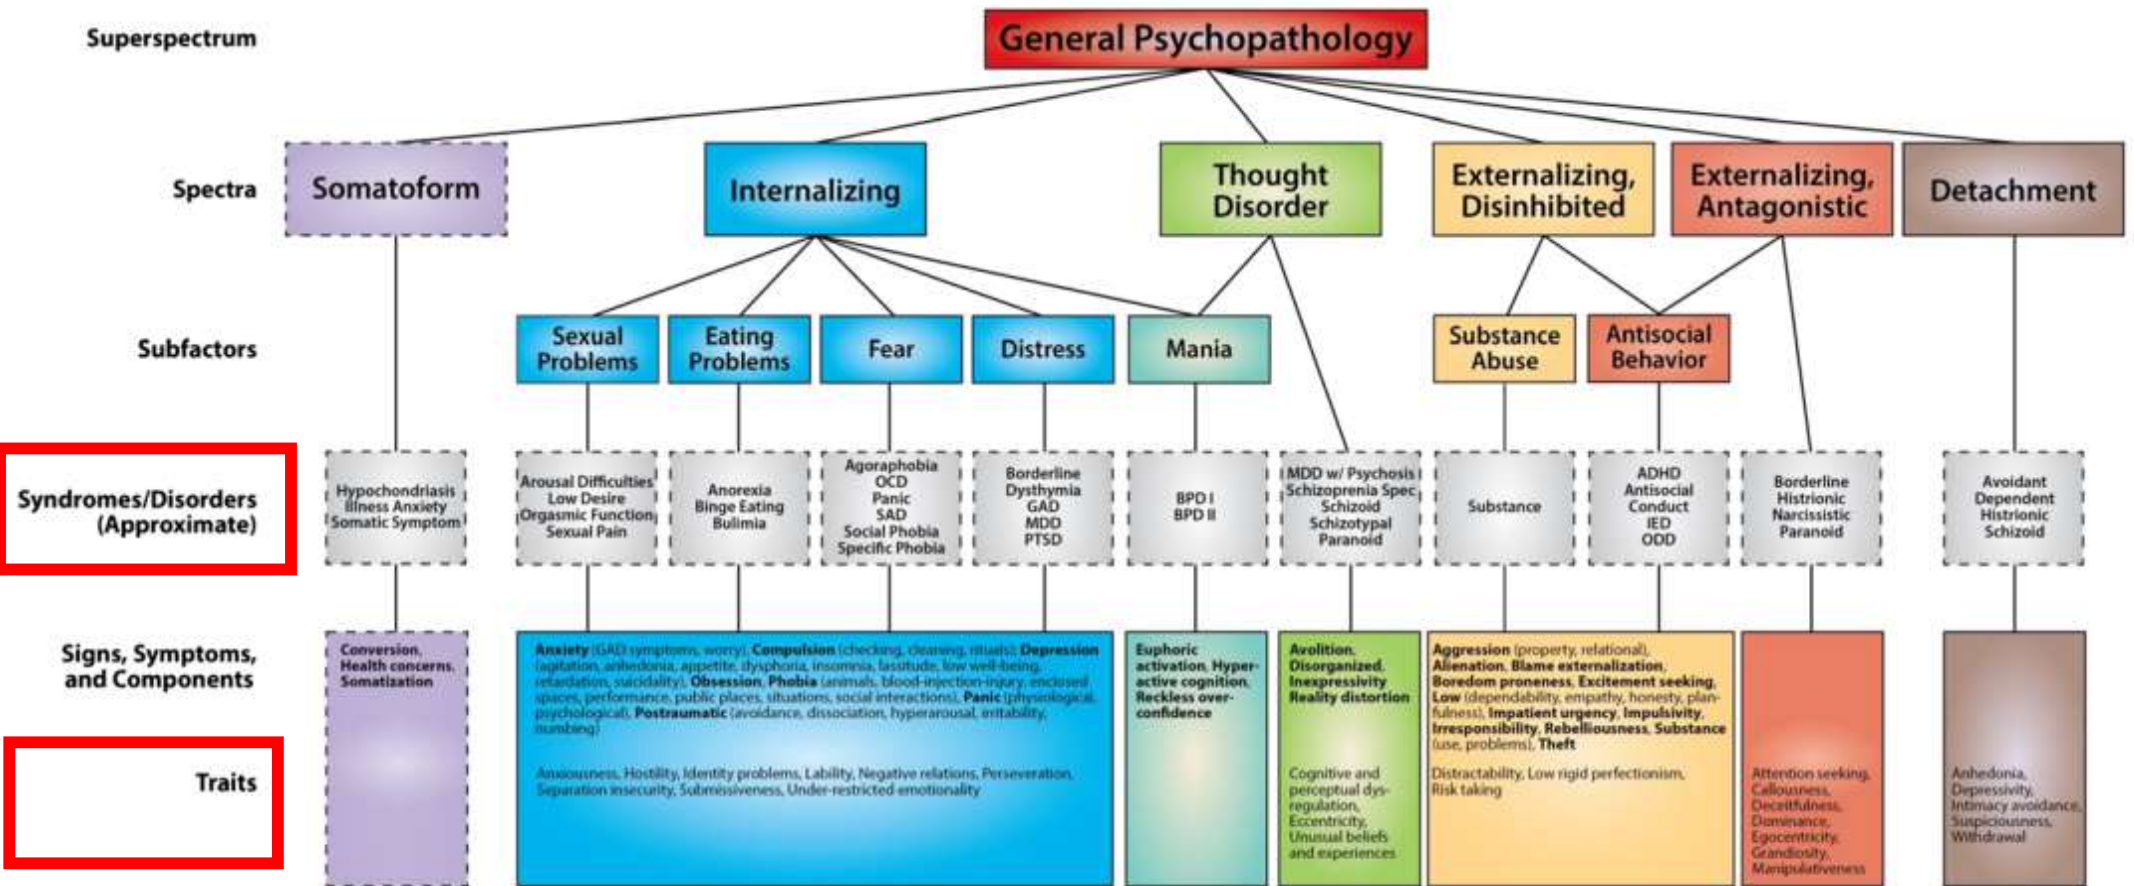 Superspectrum
General Psychopathology
Spectra
Somatoform
Internalizing
Thought
Disorder
Externalizing,
Disinhibited
Externalizing,
Antagonistic
Detachment
Subfactors
Sexual
Problems
Eating
Problems
Fear
Distress
Mania
Substance
Abuse
Antisocial
Behavior
Syndromes/Disorders
(Approximate)
Hypochondriasis
Illness Anxiety
Somatic Symptom
Arousal Difficulties
Low Desire
Orgasmic Function
Sexual Pain
Anorexia
Binge Eating
Bulimia
Agoraphobia
OCD
Panic
SAD
Social Phobia
Specific Phobia
Borderline
Dysthymia
GAD
MDD
PTSD
BPD I
BPD II
MDD w/ Psychosis
Schizoprenia Spec
Schizoid
Schizotypal
Paranoid
Substance
ADHD
Antisocial
Conduct
IED
ODD
Borderline
Histrionic
Narcissistic
Paranoid
Avoidant
Dependent
Histrionic
Schizoid
Signs, Symptoms,
and Components
Conversion,
Health concerns,
Somatization
Anxiety (GAD symptoms, worry), Compulsion (checking, cleaning, rituals), Depression
(agitation, anhedonia, appetite, dysphoria, insomnia, lassitude, low well-being,
retardation, suicidality), Obsession, Phobia (animals, blood-injection-injury, enclosed
spaces, performance, public places, situations, social interactions), Panic (physiological,
psychological), Postraumatic (avoidance, dissociation, hyperarousal, irritability,
numbing)
Euphoric
activation, Hyper-
active cognition,
Reckless over-
confidence
Avolition,
Disorganized,
Inexpressivity
Reality distortion
Aggression (property, relational),
Alienation, Blame externalization,
Boredom proneness, Excitement seeking,
Low (dependability, empathy, honesty, plan-
fulness), Impatient urgency, Impulsivity,
Irresponsibility, Rebelliousness, Substance
(use, problems), Theft
Traits
Anxiousness, Hostility, Identity problems, Lability, Negative relations, Perseveration,
Separation insecurity, Submissiveness, Under-restricted emotionality
Cognitive and
perceptual dys-
regulation,
Eccentricity,
Unusual beliefs
and experiences
Distractability, Low rigid perfectionism,
Risk taking
Attention seeking,
Callousness,
Deceitfulness,
Dominance,
Egocentricity,
Grandiosity,
Manipulativeness
Anhedonia,
Depressivity,
Intimacy avoidance,
Suspiciousness,
Withdrawal